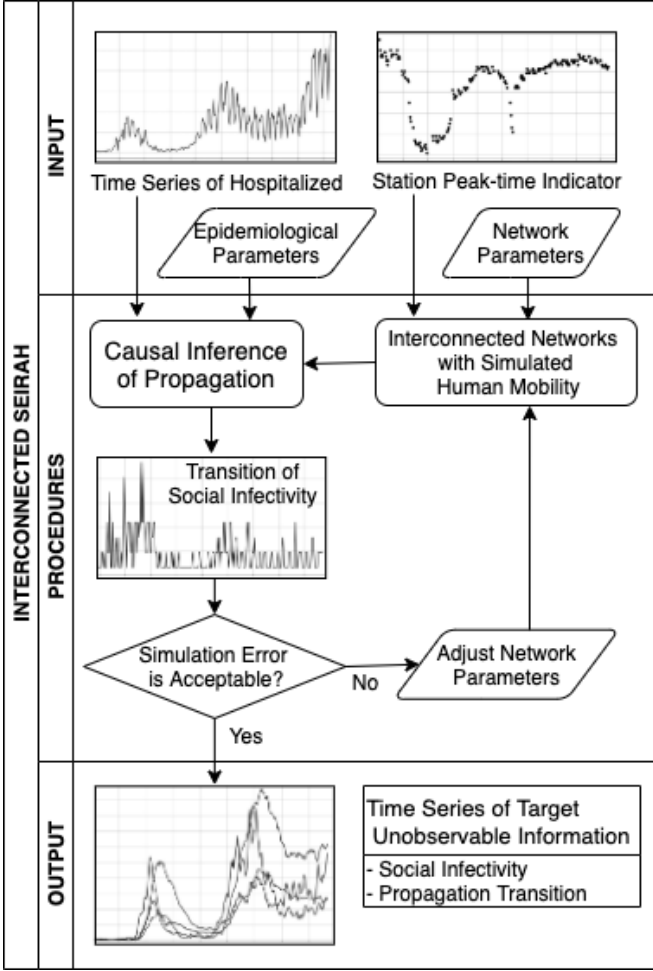 INTERCONNECTED SEIRAH
INPUT
Time Series of Hospitalized
Station Peak-time Indicator
Epidemiological
Parameters
Network
Parameters
PROCEDURES
Causal Inference
of Propagation
Interconnected Networks
with Simulated
Human Mobility
Transition of
Social Infectivity
Simulation Error
is Acceptable?
No
Adjust Network
Parameters
Yes
OUTPUT
Time Series of Target
Unobservable Information
- Social Infectivity
- Propagation Transition